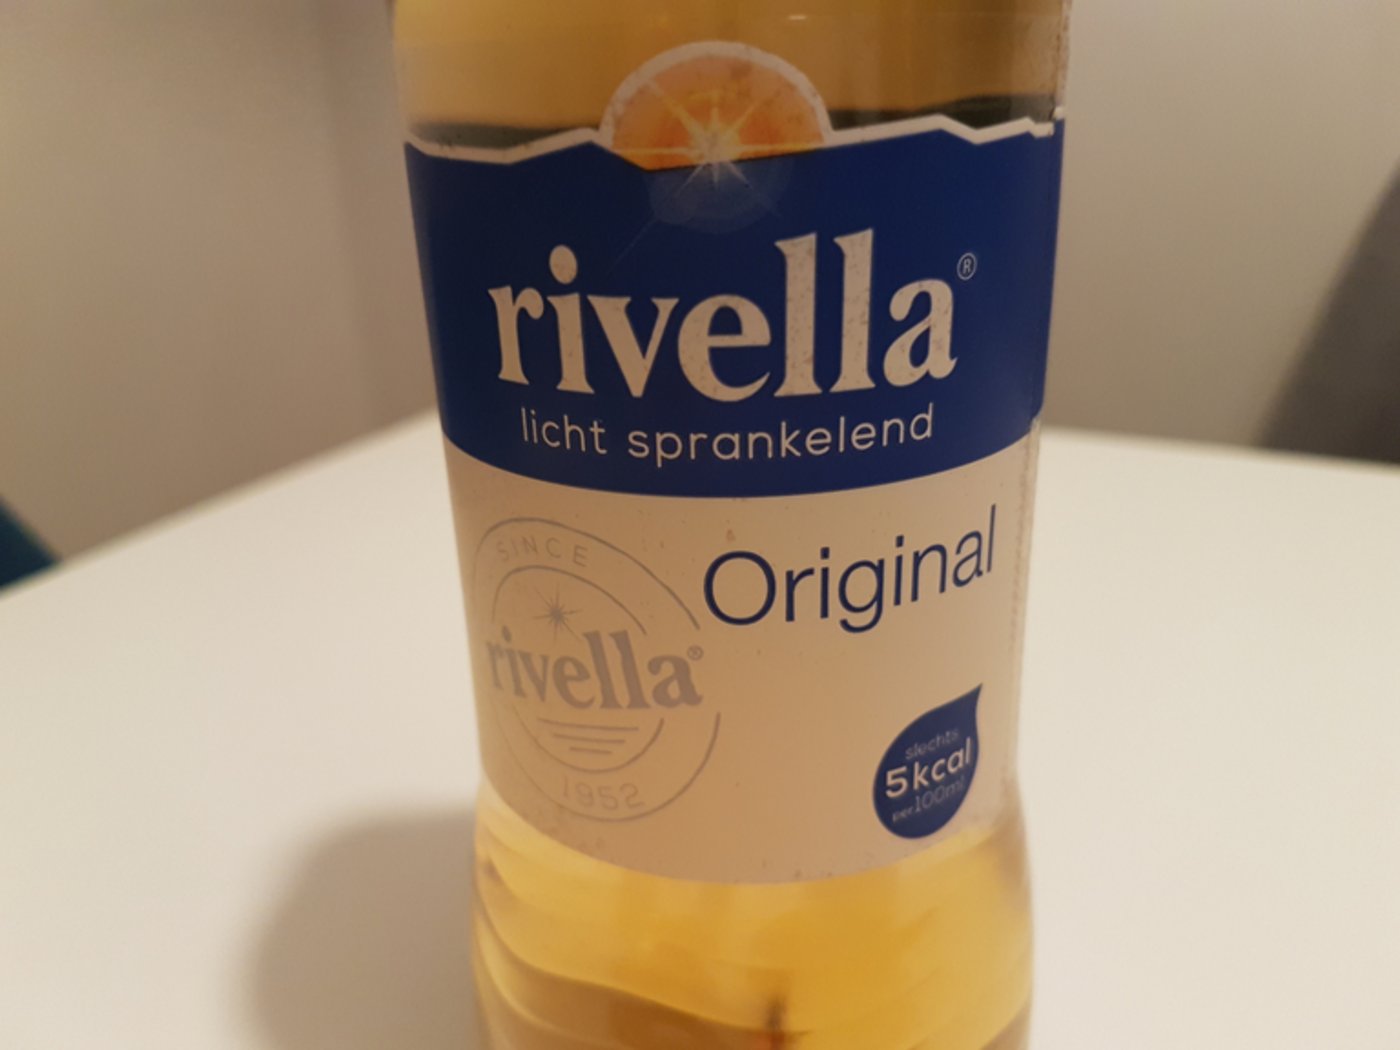 rivella®
licht sprankelend
Original
SINCE
rivella®
1952
slechts
5kcal
per 100ml